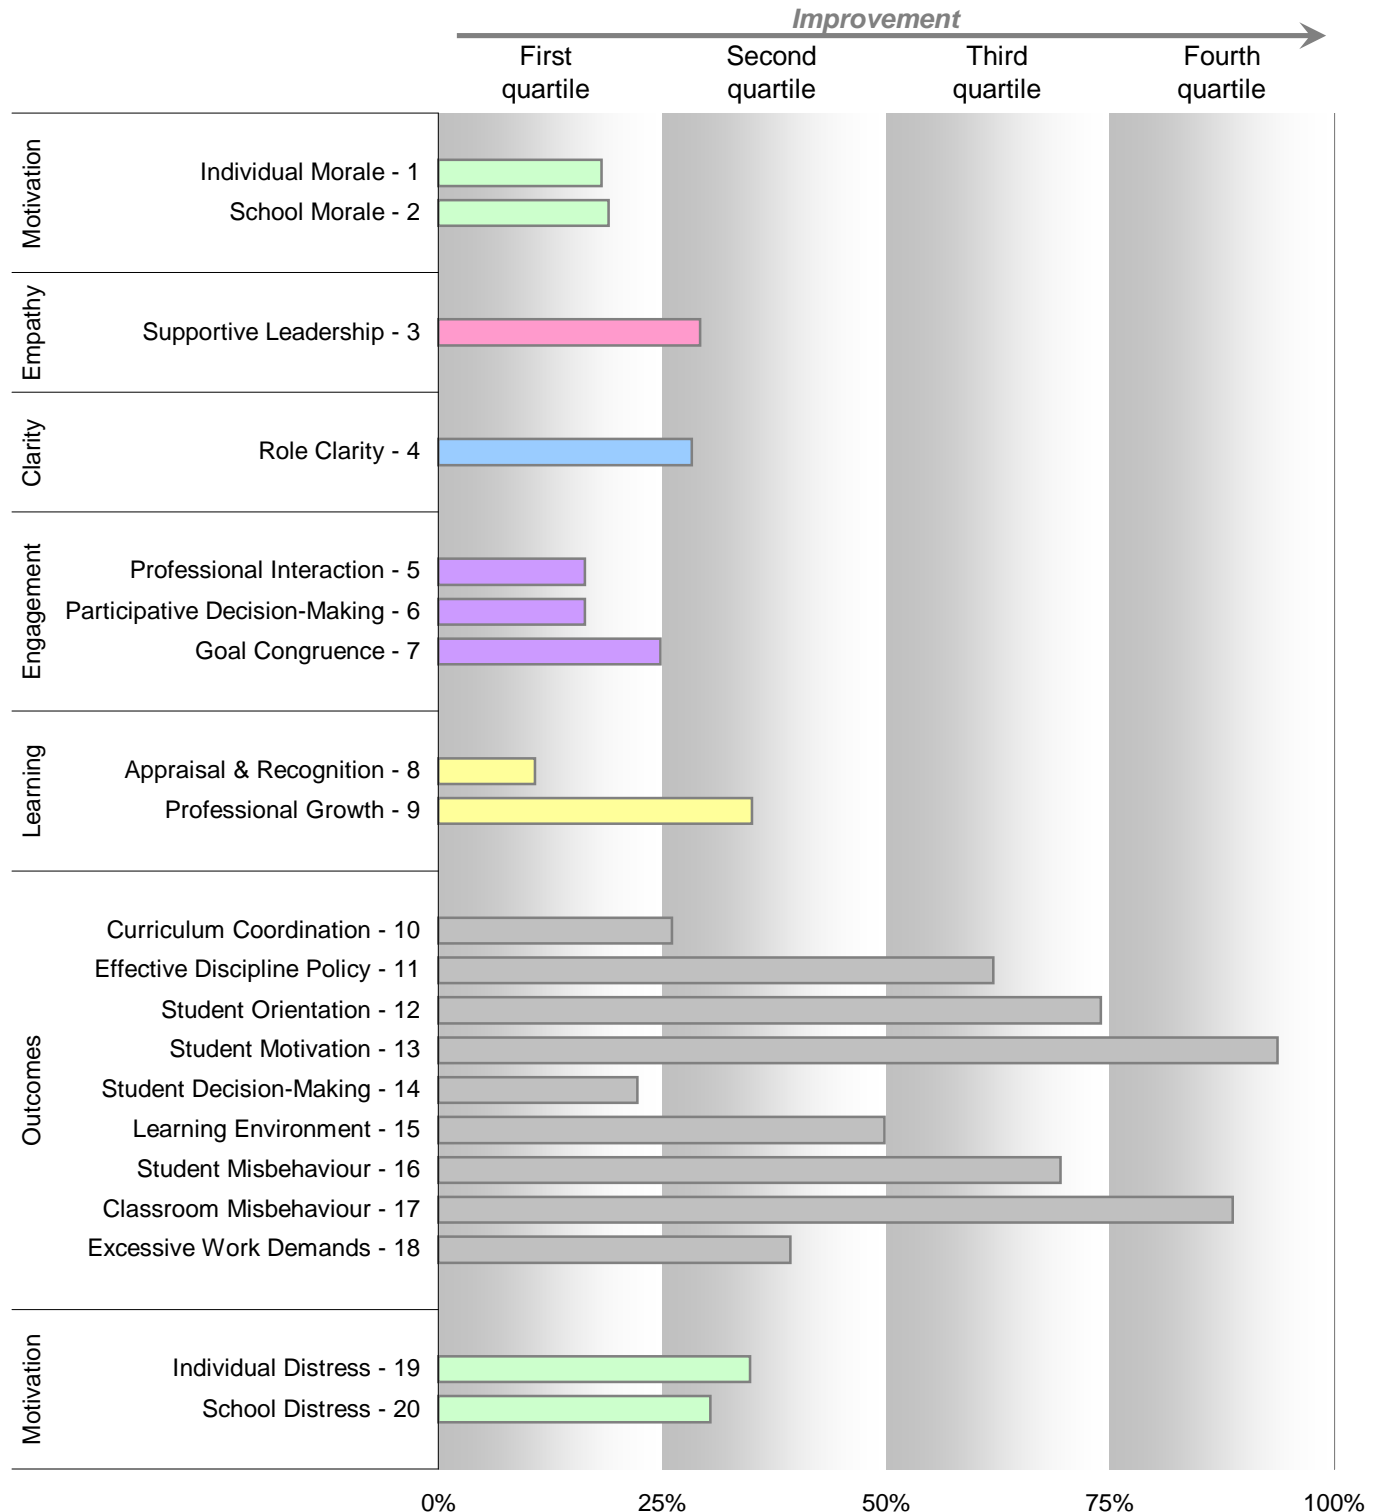 Improvement
First quartile
Second quartile
Third quartile
Fourth quartile
Motivation
Individual Morale - 1
School Morale - 2
Empathy
Supportive Leadership - 3
Clarity
Role Clarity - 4
Engagement
Professional Interaction - 5
Participative Decision-Making - 6
Goal Congruence - 7
Learning
Appraisal & Recognition - 8
Professional Growth - 9
Outcomes
Curriculum Coordination - 10
Effective Discipline Policy - 11
Student Orientation - 12
Student Motivation - 13
Student Decision-Making - 14
Learning Environment - 15
Student Misbehaviour - 16
Classroom Misbehaviour - 17
Excessive Work Demands - 18
Motivation
Individual Distress - 19
School Distress - 20
0% 25% 50% 75% 100%